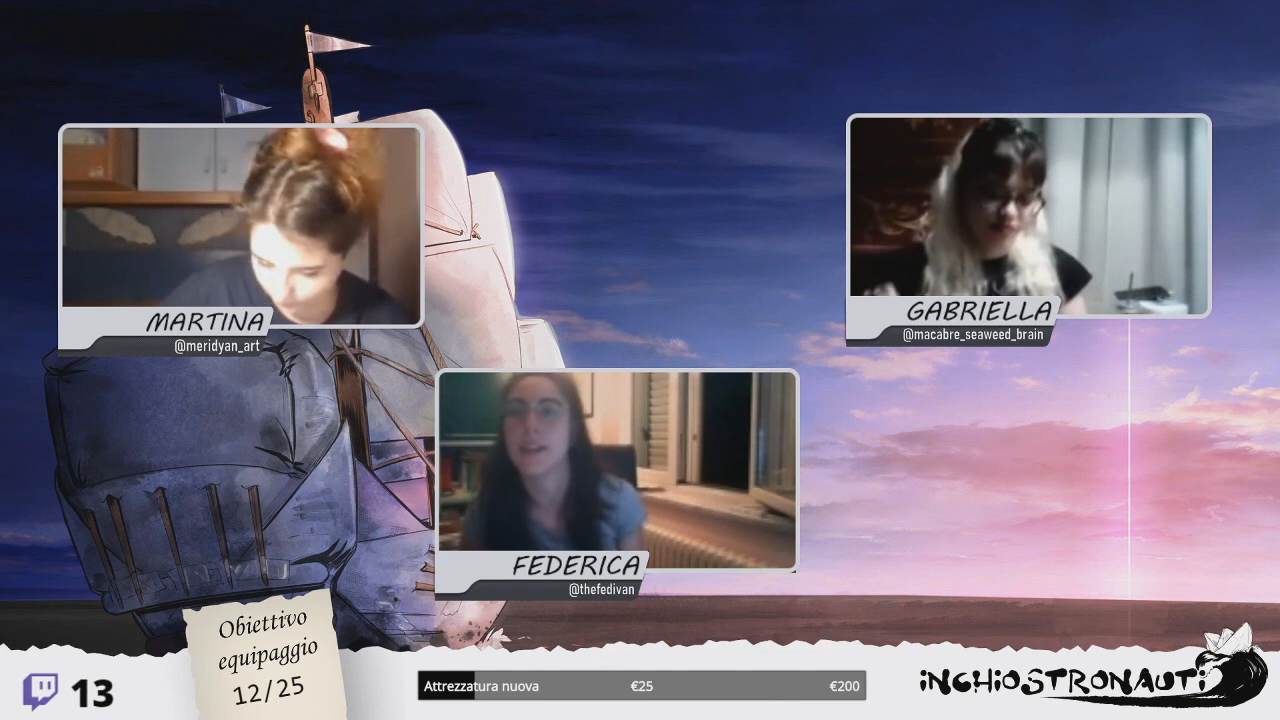 MARTINA
@meridyan_art
GABRIELLA
@macabre_seaweed_brain
FEDERICA
@thefedivan
Obiettivo
equipaggio
12/25
13
Attrezzatura nuova €25 €200
iNCHiOSTRONAUTi